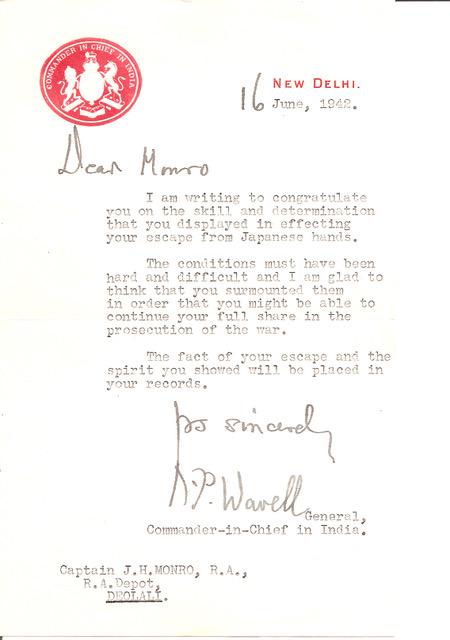 COMMANDER IN CHIEF IN INDIA
NEW DELHI.
16 June, 1942.
Dear Monro
I am writing to congratulate
you on the skill and determination
that you displayed in effecting
your escape from Japanese hands.
The conditions must have been
hard and difficult and I am glad to
think that you surmounted them
in order that you might be able to
continue your full share in the
prosecution of the war.
The fact of your escape and the
spirit you showed will be placed in
your records.
Yrs sincerely
A.P. Wavell
General,
Commander-in-Chief in India.
Captain J.H.MONRO, R.A.,
R.A.Depot,
DEOLALI.